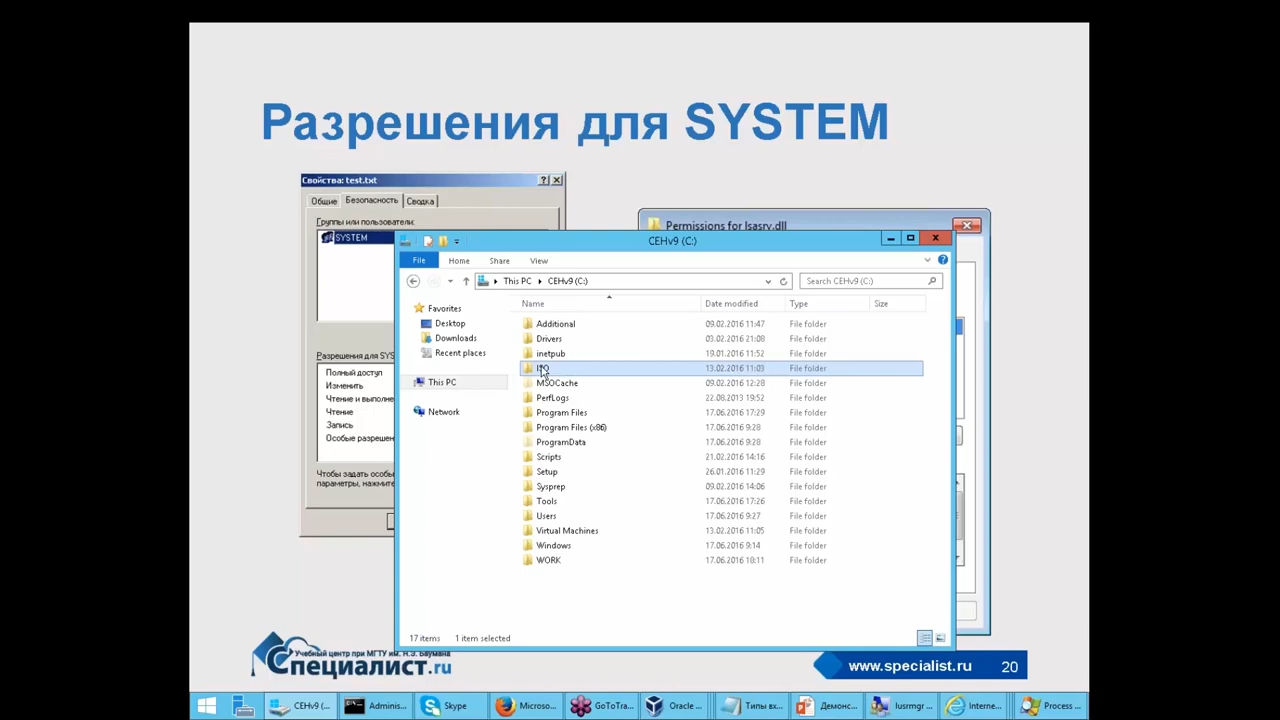 Разрешения для SYSTEM
Свойства: test.txt
Общие Безопасность Сводка
Группы или пользователи:
SYSTEM
Разрешения для SYS
Полный доступ
Изменить
Чтение и выполне
Чтение
Запись
Особые разрешен
Чтобы задать особы
параметры, нажмите
Permissions for lsasrv.dll
CEHv9 (C:)
File Home Share View
This PC CEHv9 (C:) Search CEHv9 (C:)
Favorites
Desktop
Downloads
Recent places
This PC
Network
Name Date modified Type Size
Additional 09.02.2016 11:47 File folder
Drivers 03.02.2016 21:08 File folder
inetpub 19.01.2016 11:52 File folder
ISO 13.02.2016 11:03 File folder
MSOCache 09.02.2016 12:28 File folder
PerfLogs 22.08.2013 19:52 File folder
Program Files 17.06.2016 17:29 File folder
Program Files (x86) 17.06.2016 9:28 File folder
ProgramData 17.06.2016 9:28 File folder
Scripts 21.02.2016 14:16 File folder
Setup 26.01.2016 11:29 File folder
Sysprep 09.02.2016 14:06 File folder
Tools 17.06.2016 17:26 File folder
Users 17.06.2016 9:27 File folder
Virtual Machines 13.02.2016 11:05 File folder
Windows 17.06.2016 9:14 File folder
WORK 17.06.2016 18:11 File folder
17 items 1 item selected
Учебный центр при МГТУ им. Н.Э. Баумана
Специалист.ru
www.specialist.ru 20
CEHv9 (... Adminis... Skype Microso... GoToTra... Oracle ... Типы вх... Демонс... lusrmgr ... Interne... Process ...